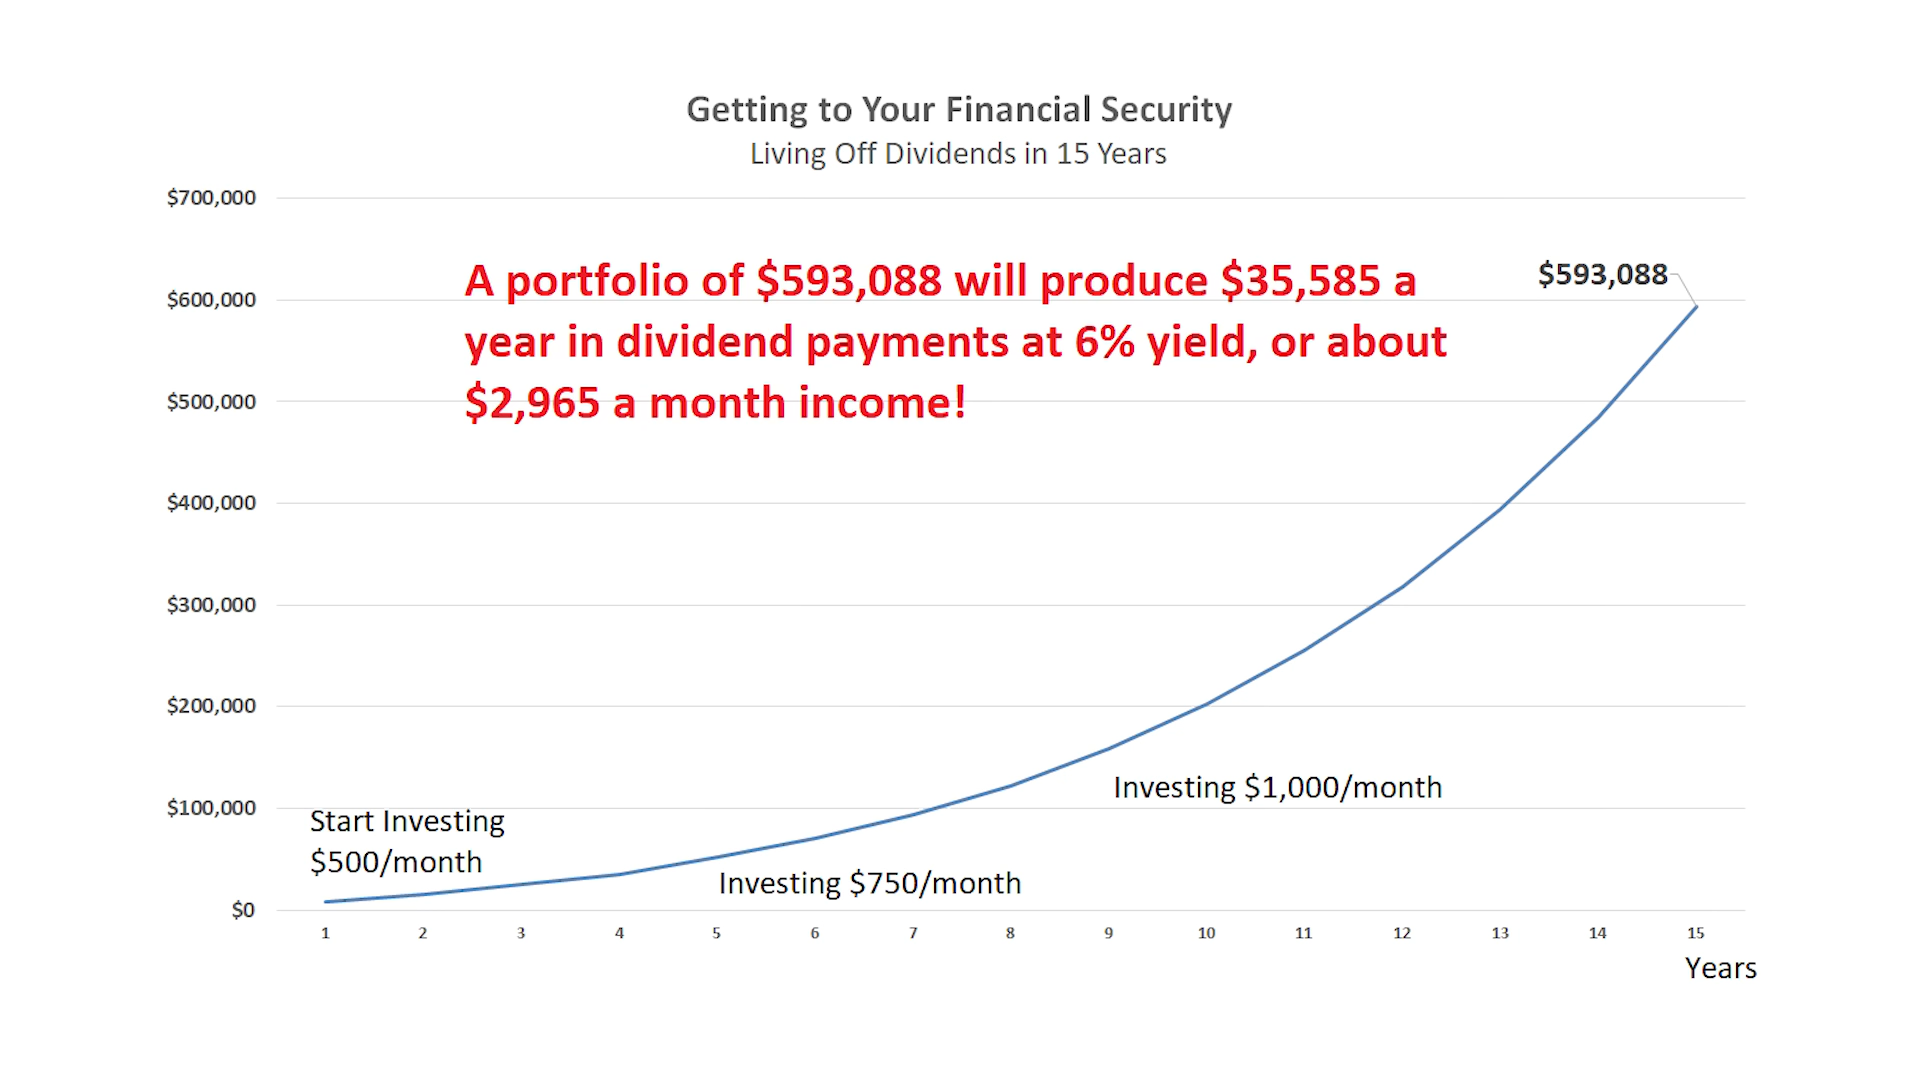 Getting to Your Financial Security
Living Off Dividends in 15 Years
$700,000
$600,000
$500,000
$400,000
$300,000
$200,000
$100,000
$0
A portfolio of $593,088 will produce $35,585 a
year in dividend payments at 6% yield, or about
$2,965 a month income!
$593,088
Start Investing
$500/month
Investing $750/month
Investing $1,000/month
1 2 3 4 5 6 7 8 9 10 11 12 13 14 15
Years